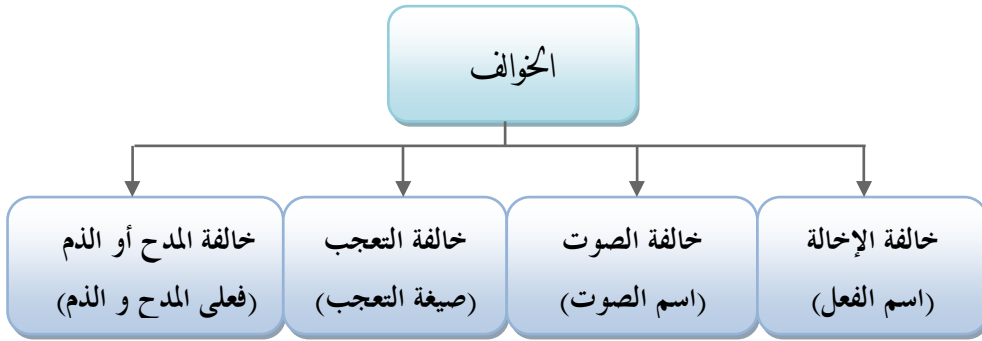 الخوالف
خالفة الإخالة
(اسم الفعل)
خالفة الصوت
(اسم الصوت)
خالفة التعجب
(صيغة التعجب)
خالفة المدح أو الذم
(فعلى المدح و الذم)